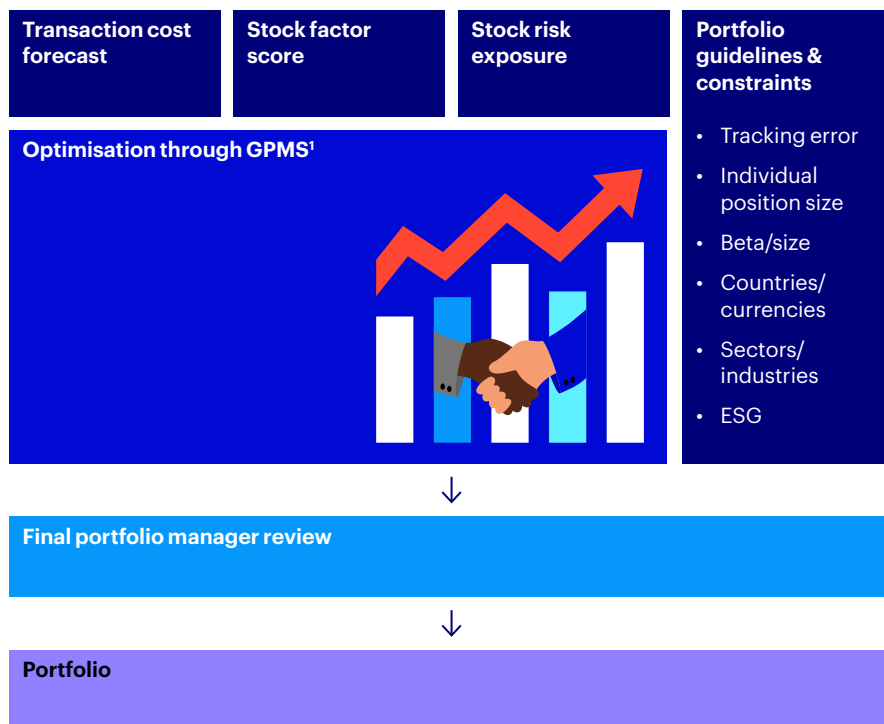 Transaction cost
forecast
Stock factor
score
Stock risk
exposure
Portfolio
guidelines &
constraints
• Tracking error
• Individual
position size
• Beta/size
• Countries/
currencies
• Sectors/
industries
• ESG
Optimisation through GPMS¹
Final portfolio manager review
Portfolio